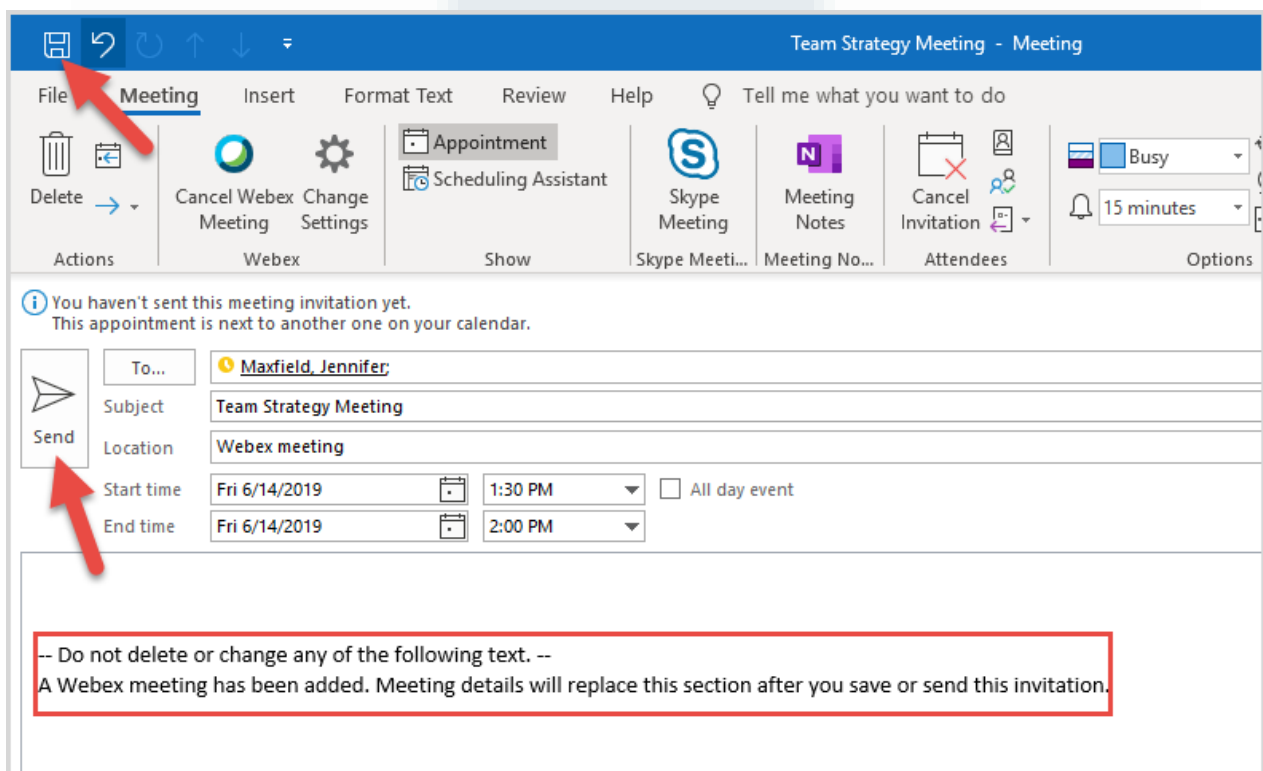 Team Strategy Meeting - Meeting
File Meeting Insert Format Text Review Help Tell me what you want to do
Delete
Actions
Cancel Webex Meeting
Change Settings
Webex
Appointment
Scheduling Assistant
Show
Skype Meeting
Skype Meeti...
Meeting Notes
Meeting No...
Cancel Invitation
Attendees
Busy
15 minutes
Options
You haven't sent this meeting invitation yet.
This appointment is next to another one on your calendar.
Send
To... Maxfield, Jennifer;
Subject Team Strategy Meeting
Location Webex meeting
Start time Fri 6/14/2019 1:30 PM All day event
End time Fri 6/14/2019 2:00 PM
-- Do not delete or change any of the following text. --
A Webex meeting has been added. Meeting details will replace this section after you save or send this invitation.